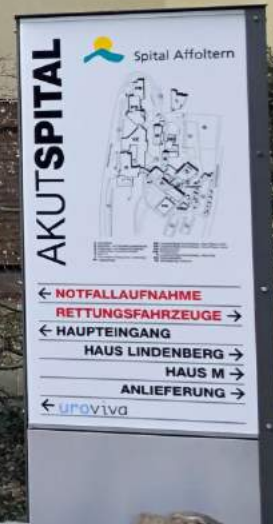 Spital Affoltern
AKUTSPITAL
← NOTFALLAUFNAHME
RETTUNGSFAHRZEUGE →
← HAUPTEINGANG
HAUS LINDENBERG →
HAUS M →
ANLIEFERUNG →
← uroviva